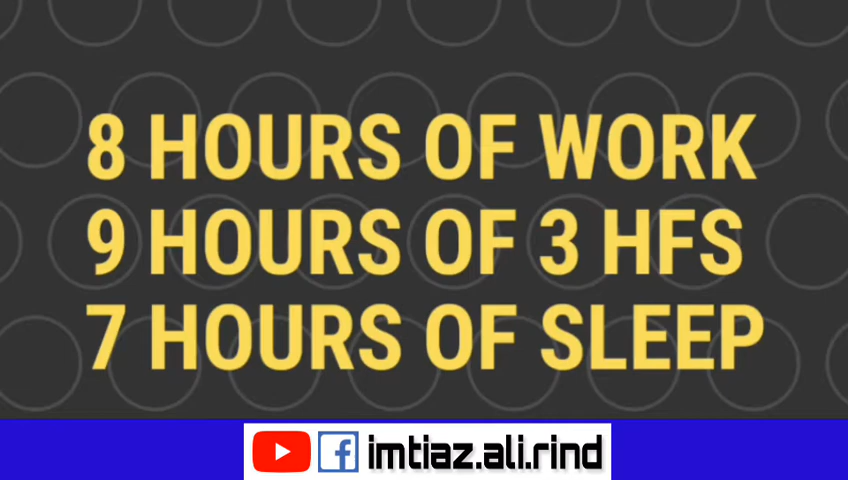 8 HOURS OF WORK
9 HOURS OF 3 HFS
7 HOURS OF SLEEP
imtiaz.ali.rind